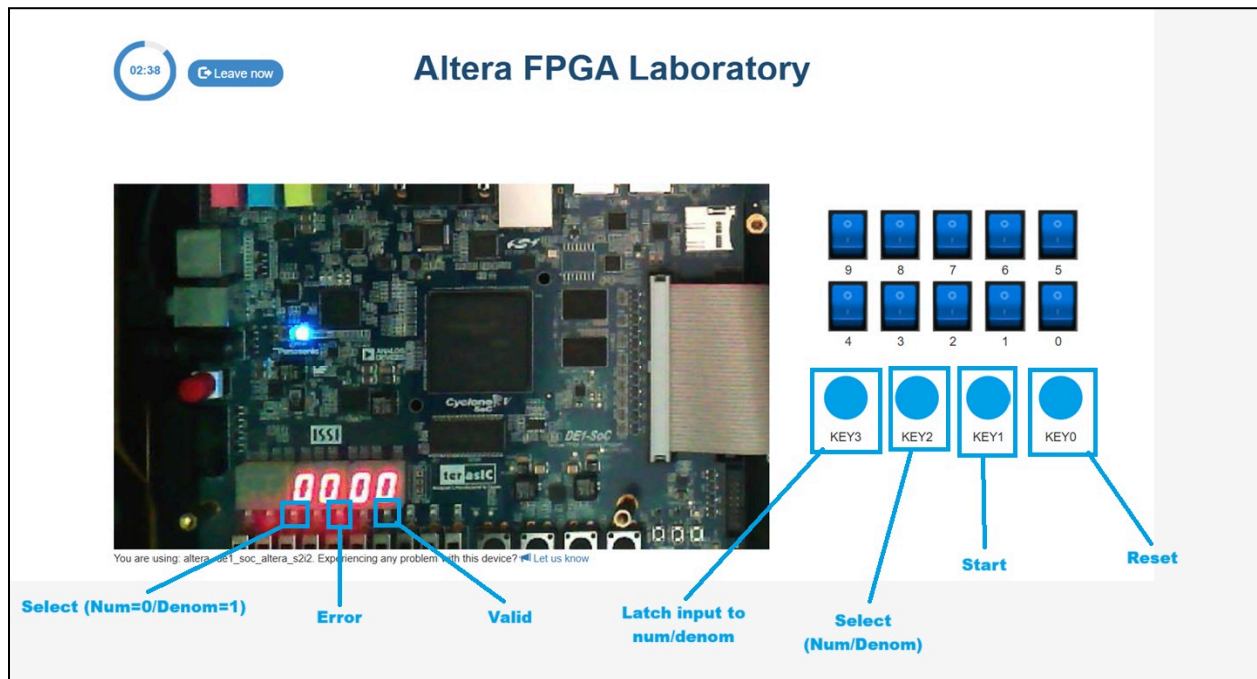 02:38
Leave now
Altera FPGA Laboratory
Panasonic
ANALOG
DEVICES
Cyclone V
SoC
ISSI
DE1-SoC
terasIC
0000
9 8 7 6 5
4 3 2 1 0
KEY3 KEY2 KEY1 KEY0
You are using: altera_de1_soc_altera_s2i2. Experiencing any problem with this device? Let us know
Select (Num=0/Denom=1)
Error
Valid
Latch input to
num/denom
Select
(Num/Denom)
Start
Reset